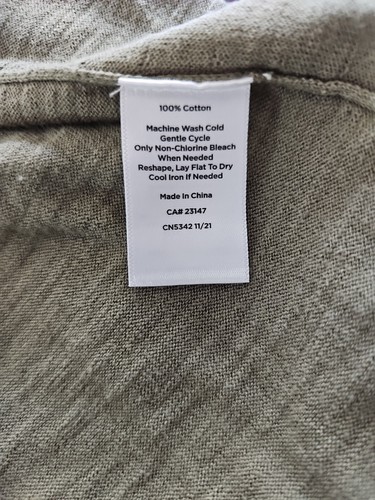 100% Cotton
Machine Wash Cold
Gentle Cycle
Only Non-Chlorine Bleach
When Needed
Reshape, Lay Flat To Dry
Cool Iron If Needed
Made In China
CA# 23147
CNS342 11/21